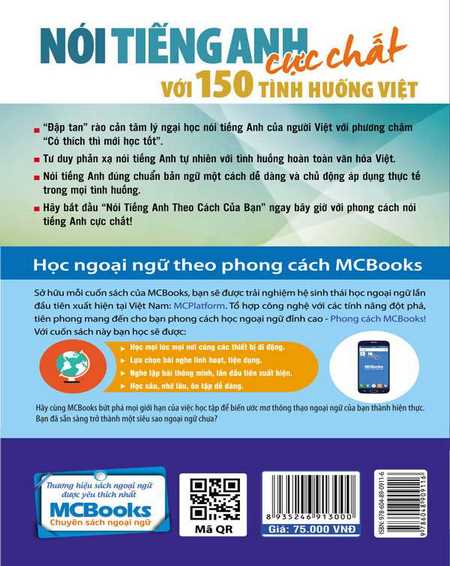 NÓI TIẾNG ANH
cực chất
VỚI 150 TÌNH HUỐNG VIỆT
"Đập tan" rào cản tâm lý ngại học nói tiếng Anh của người Việt với phương châm
"Có thích thì mới học tốt".
Tư duy phản xạ nói tiếng Anh tự nhiên với tình huống hoàn toàn văn hóa Việt.
Nói tiếng Anh đúng chuẩn bản ngữ một cách dễ dàng và chủ động áp dụng thực tế
trong mọi tình huống.
Hãy bắt đầu "Nói Tiếng Anh Theo Cách Của Bạn" ngay bây giờ với phong cách nói
tiếng Anh cực chất!
Học ngoại ngữ theo phong cách MCBooks
Sở hữu mỗi cuốn sách của MCBooks, bạn sẽ được trải nghiệm hệ sinh thái học ngoại ngữ lần
đầu tiên xuất hiện tại Việt Nam: MCPlatform. Tổ hợp công nghệ với các tính năng đột phá,
tiên phong mang đến cho bạn phong cách học ngoại ngữ đỉnh cao - Phong cách MCBooks!
Với cuốn sách này bạn học sẽ được:
Học mọi lúc mọi nơi cùng các thiết bị di động.
Lựa chọn bài nghe linh hoạt, tiện dụng.
Nghe lặp bài thông minh, lần đầu tiên xuất hiện.
Học sâu, nhớ lâu, ôn tập dễ dàng.
MCBooks
Hãy cùng MCBooks bứt phá mọi giới hạn của việc học tập để biến ước mơ thông thạo ngoại ngữ của bạn thành hiện thực.
Bạn đã sẵn sàng trở thành một siêu sao ngoại ngữ chưa?
Thương hiệu sách ngoại ngữ
được yêu thích nhất
MCBooks
Chuyên sách ngoại ngữ
Mã QR
8 935246 913000
Giá: 75.000 VNĐ
ISBN: 978-604-89-0911-6
9 786048 909116